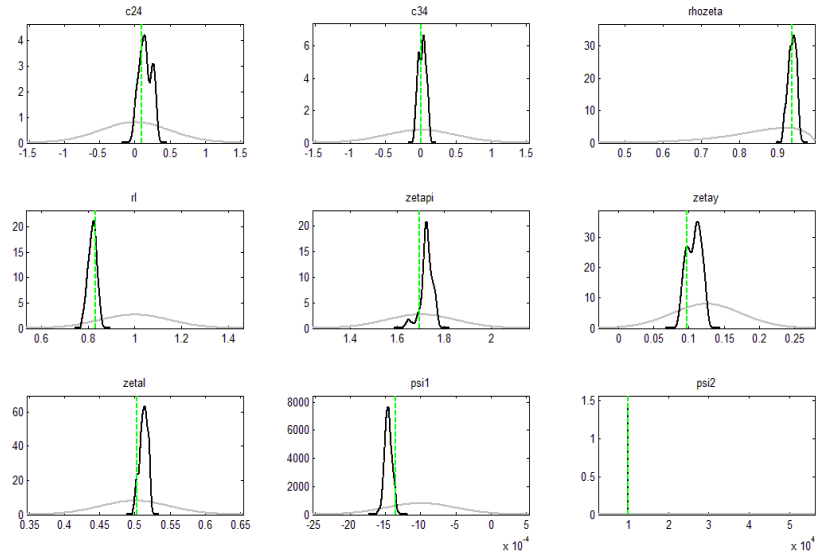 c24
c34
rhozeta
4
3
2
1
0
-1.5 -1 -0.5 0 0.5 1 1.5
6
4
2
0
-1.5 -1 -0.5 0 0.5 1 1.5
30
20
10
0
0.5 0.6 0.7 0.8 0.9
rl
zetapi
zetay
20
15
10
5
0
0.6 0.8 1 1.2 1.4
20
15
10
5
0
1.4 1.6 1.8 2
30
20
10
0
0 0.05 0.1 0.15 0.2 0.25
zetal
psi1
psi2
60
40
20
0
0.35 0.4 0.45 0.5 0.55 0.6 0.65
8000
6000
4000
2000
0
-25 -20 -15 -10 -5 0 5
x 10-4
1.5
1
0.5
0
1 2 3 4 5
x 104